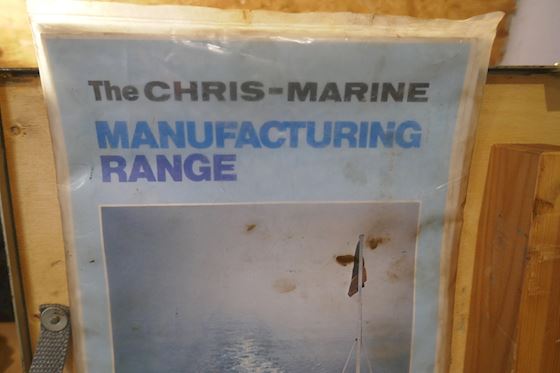 The CHRIS-MARINE
MANUFACTURING
RANGE